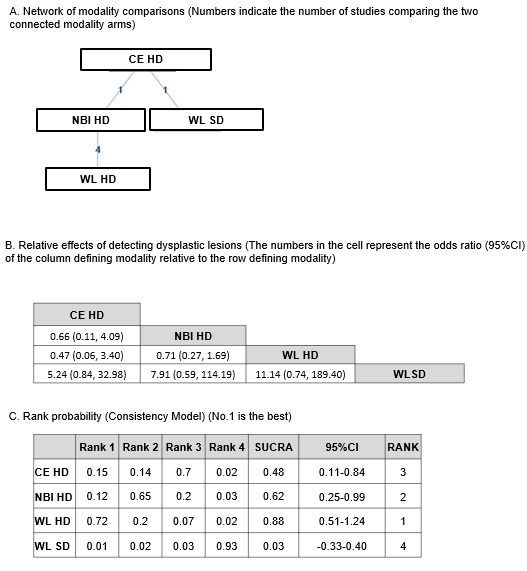 A. Network of modality comparisons (Numbers indicate the number of studies comparing the two
connected modality arms)
CE HD
1 1
NBI HD WL SD
4
WL HD
B. Relative effects of detecting dysplastic lesions (The numbers in the cell represent the odds ratio (95%CI)
of the column defining modality relative to the row defining modality)
CE HD
0.66 (0.11, 4.09) NBI HD
0.47 (0.06, 3.40) 0.71 (0.27, 1.69) WL HD
5.24 (0.84, 32.98) 7.91 (0.59, 114.19) 11.14 (0.74, 189.40) WLSD
C. Rank probability (Consistency Model) (No.1 is the best)
Rank 1 Rank 2 Rank 3 Rank 4 SUCRA 95%CI RANK
CE HD 0.15 0.14 0.7 0.02 0.48 0.11-0.84 3
NBI HD 0.12 0.65 0.2 0.03 0.62 0.25-0.99 2
WL HD 0.72 0.2 0.07 0.02 0.88 0.51-1.24 1
WL SD 0.01 0.02 0.03 0.93 0.03 -0.33-0.40 4